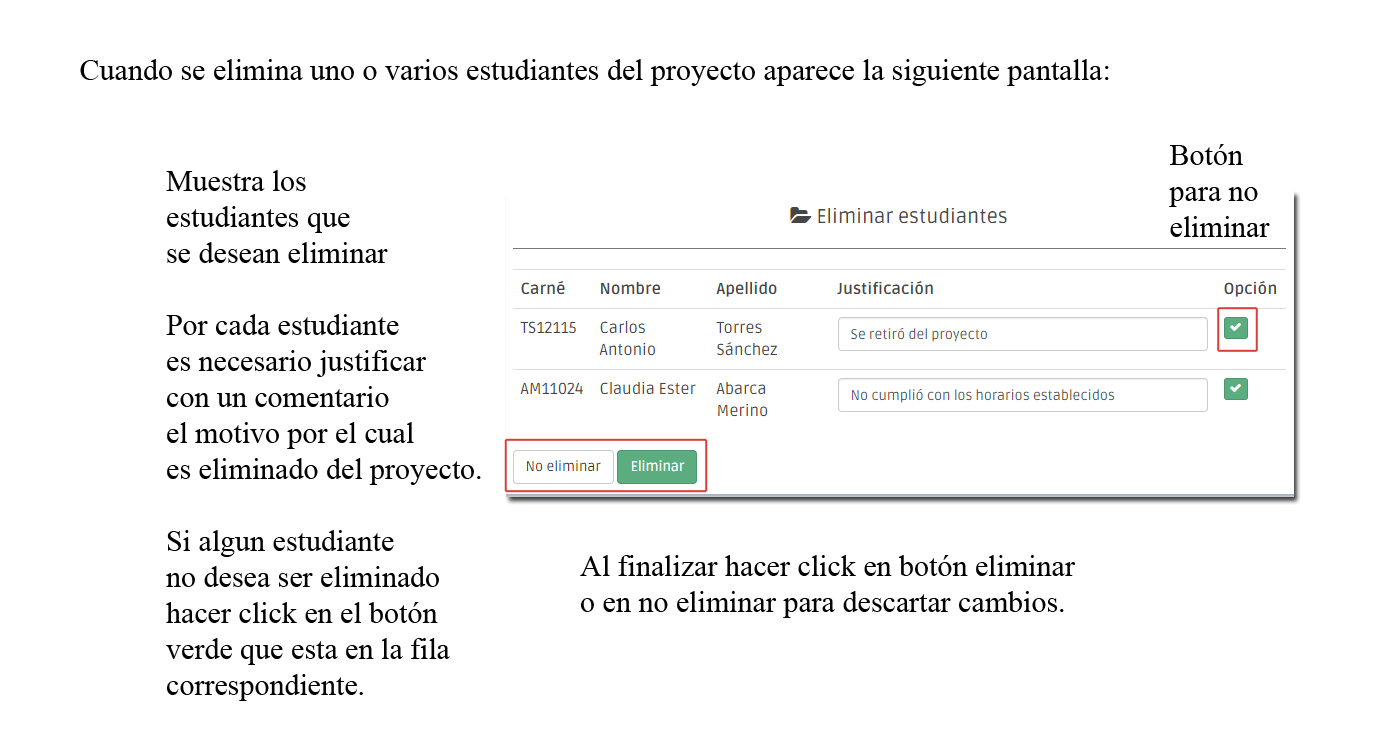 Cuando se elimina uno o varios estudiantes del proyecto aparece la siguiente pantalla:
Muestra los
estudiantes que
se desean eliminar
Por cada estudiante
es necesario justificar
con un comentario
el motivo por el cual
es eliminado del proyecto.
Si algun estudiante
no desea ser eliminado
hacer click en el botón
verde que esta en la fila
correspondiente.
Botón
para no
eliminar
Eliminar estudiantes
Carné Nombre Apellido Justificación Opción
TS12115 Carlos Torres Se retiró del proyecto
Antonio Sánchez
AM11024 Claudia Ester Abarca No cumplió con los horarios establecidos
Merino
No eliminar Eliminar
Al finalizar hacer click en botón eliminar
o en no eliminar para descartar cambios.